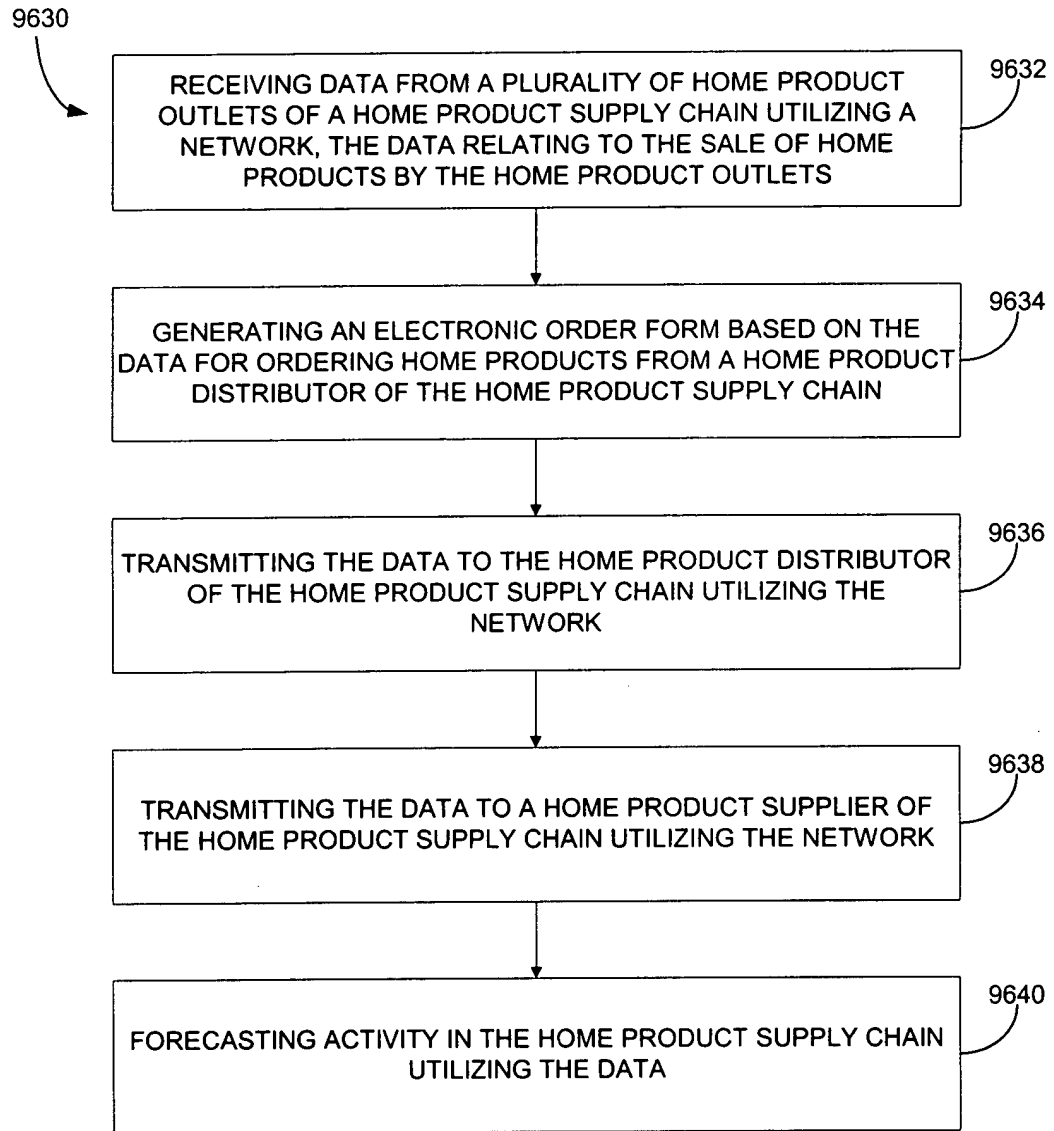 9630
RECEIVING DATA FROM A PLURALITY OF HOME PRODUCT
OUTLETS OF A HOME PRODUCT SUPPLY CHAIN UTILIZING A
NETWORK, THE DATA RELATING TO THE SALE OF HOME
PRODUCTS BY THE HOME PRODUCT OUTLETS
9632
GENERATING AN ELECTRONIC ORDER FORM BASED ON THE
DATA FOR ORDERING HOME PRODUCTS FROM A HOME PRODUCT
DISTRIBUTOR OF THE HOME PRODUCT SUPPLY CHAIN
9634
TRANSMITTING THE DATA TO THE HOME PRODUCT DISTRIBUTOR
OF THE HOME PRODUCT SUPPLY CHAIN UTILIZING THE
NETWORK
9636
TRANSMITTING THE DATA TO A HOME PRODUCT SUPPLIER OF
THE HOME PRODUCT SUPPLY CHAIN UTILIZING THE NETWORK
9638
FORECASTING ACTIVITY IN THE HOME PRODUCT SUPPLY CHAIN
UTILIZING THE DATA
9640